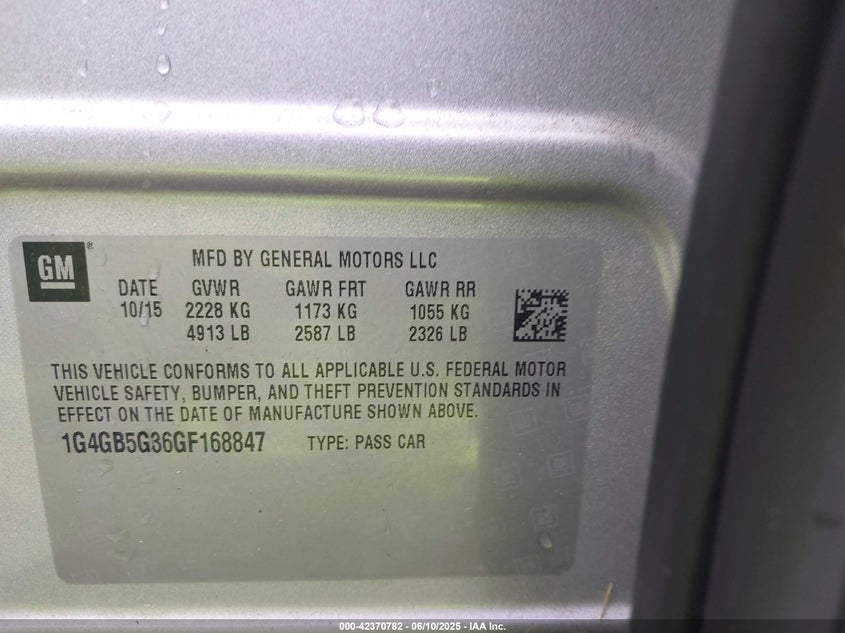 GM ®
MFD BY GENERAL MOTORS LLC
DATE GVWR GAWR FRT GAWR RR
10/15 2228 KG 1173 KG 1055 KG
4913 LB 2587 LB 2326 LB
THIS VEHICLE CONFORMS TO ALL APPLICABLE U.S. FEDERAL MOTOR
VEHICLE SAFETY, BUMPER, AND THEFT PREVENTION STANDARDS IN
EFFECT ON THE DATE OF MANUFACTURE SHOWN ABOVE.
1G4GB5G36GF168847 TYPE: PASS CAR
000-42370782 - 06/10/2025 - IAA Inc.